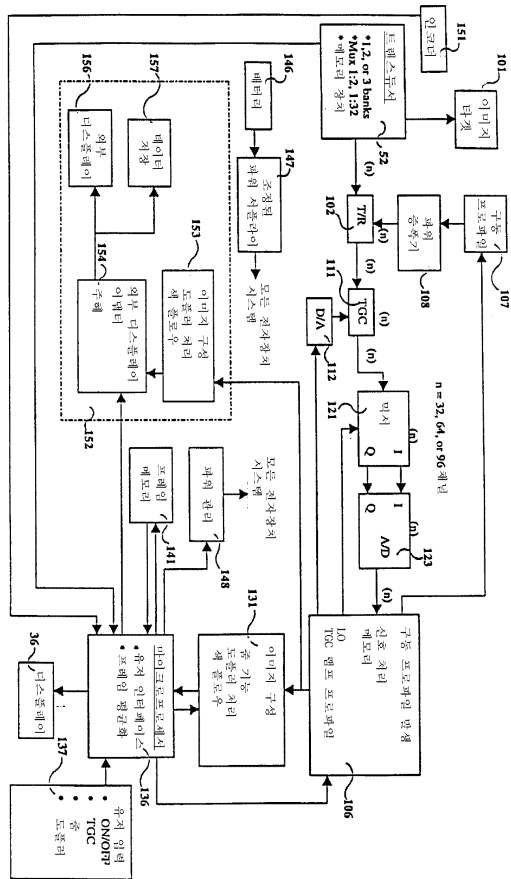 인코더
151
트랜스듀서
•1,2, or 3 banks
•Mux 1:2, 1:32
•메모리 장치
52
이미지
타겟
101
(n)
T/R
102
(n)
파워
증폭기
108
구동
프로파일
107
(n)
TGC
111
(n)
D/A
112
(n)
믹서
I
Q
121
(n)
n = 32, 64, or 96 채널
I
Q
A/D
123
(n)
(n)
구동 프로파일 발생
신호 처리
메모리
LO
TGC 램프 프로파일
106
배터리
146
조정된
파워 서플라이
147
모든 전자장치
시스템
외부
디스플레이
156
데이터
저장
157
이미지 구성
도플러 처리
색 플로우
153
외부 디스플레이
어댑터
주해
154
152
모든 전자장치
시스템
파워 관리
148
프레임
메모리
141
이미지 구성
줌 기능
도플러 처리
색 플로우
131
마이크로프로세서
•유저 인터페이스
•프레임 평균화
136
디스플레이
36
유저 입력
• ON/OFF
• TGC
• 줌
• 도플러
137